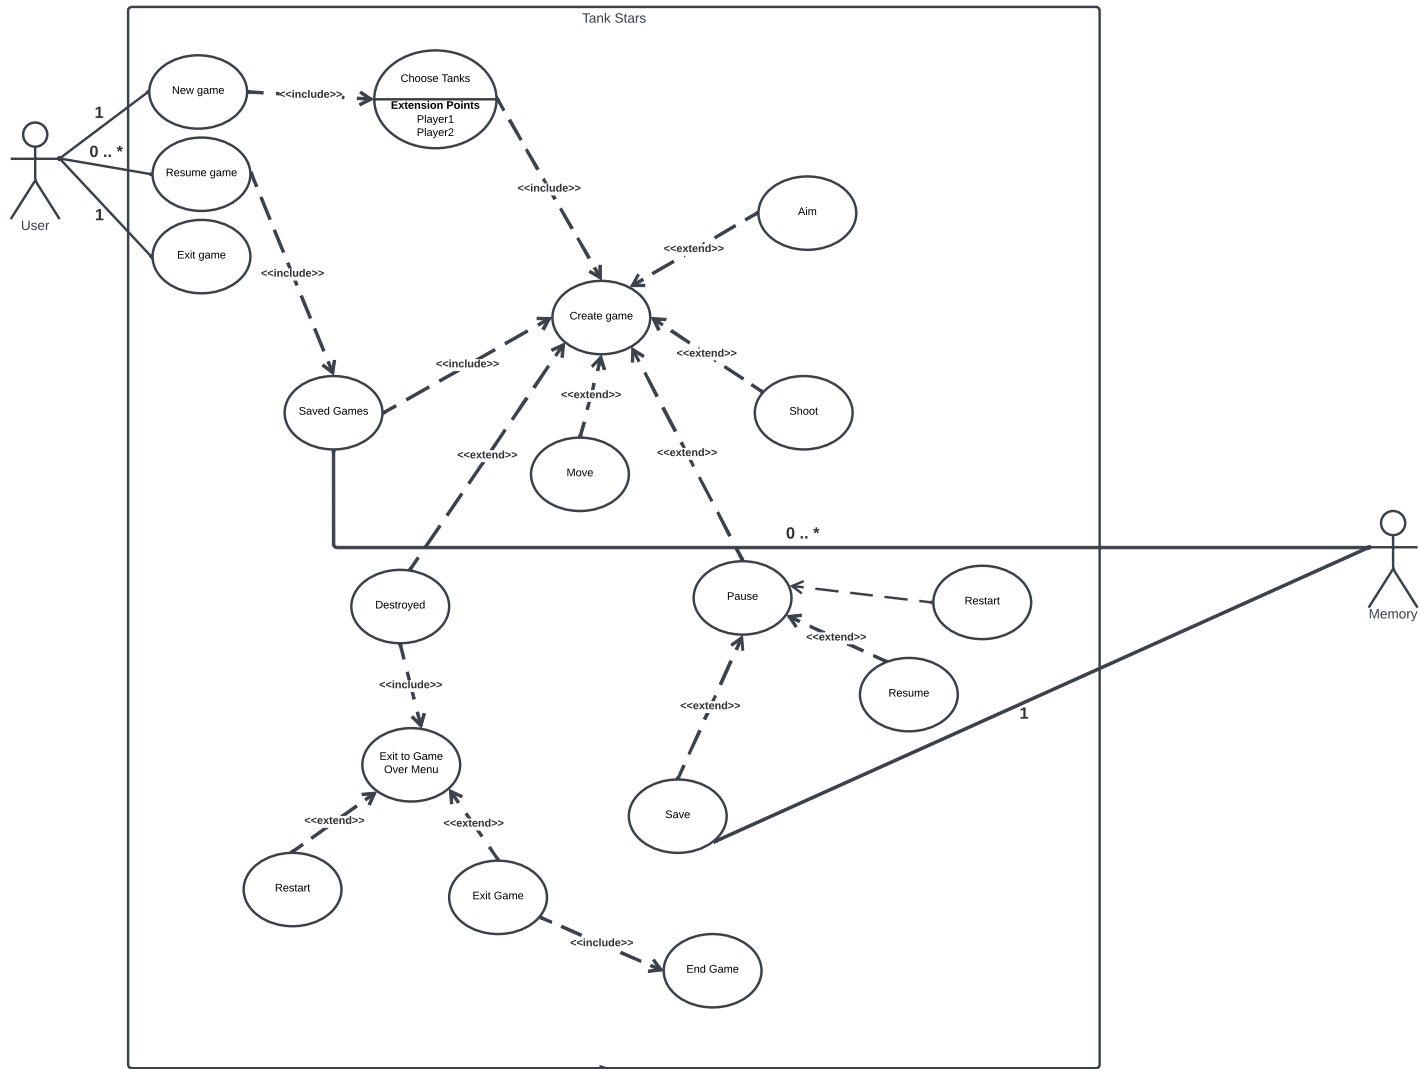 Tank Stars
New game
<<include>>
Choose Tanks
Extension Points
Player1
Player2
1
0 .. *
Resume game
1
Exit game
User
<<include>>
<<include>>
Aim
<<extend>>
Create game
<<include>>
<<extend>>
<<extend>>
Saved Games
Shoot
<<extend>>
<<extend>>
Move
0 .. *
Memory
Destroyed
Pause
Restart
<<extend>>
Resume
<<include>>
<<extend>>
1
Exit to Game
Over Menu
Save
<<extend>>
<<extend>>
Restart
Exit Game
<<include>>
End Game